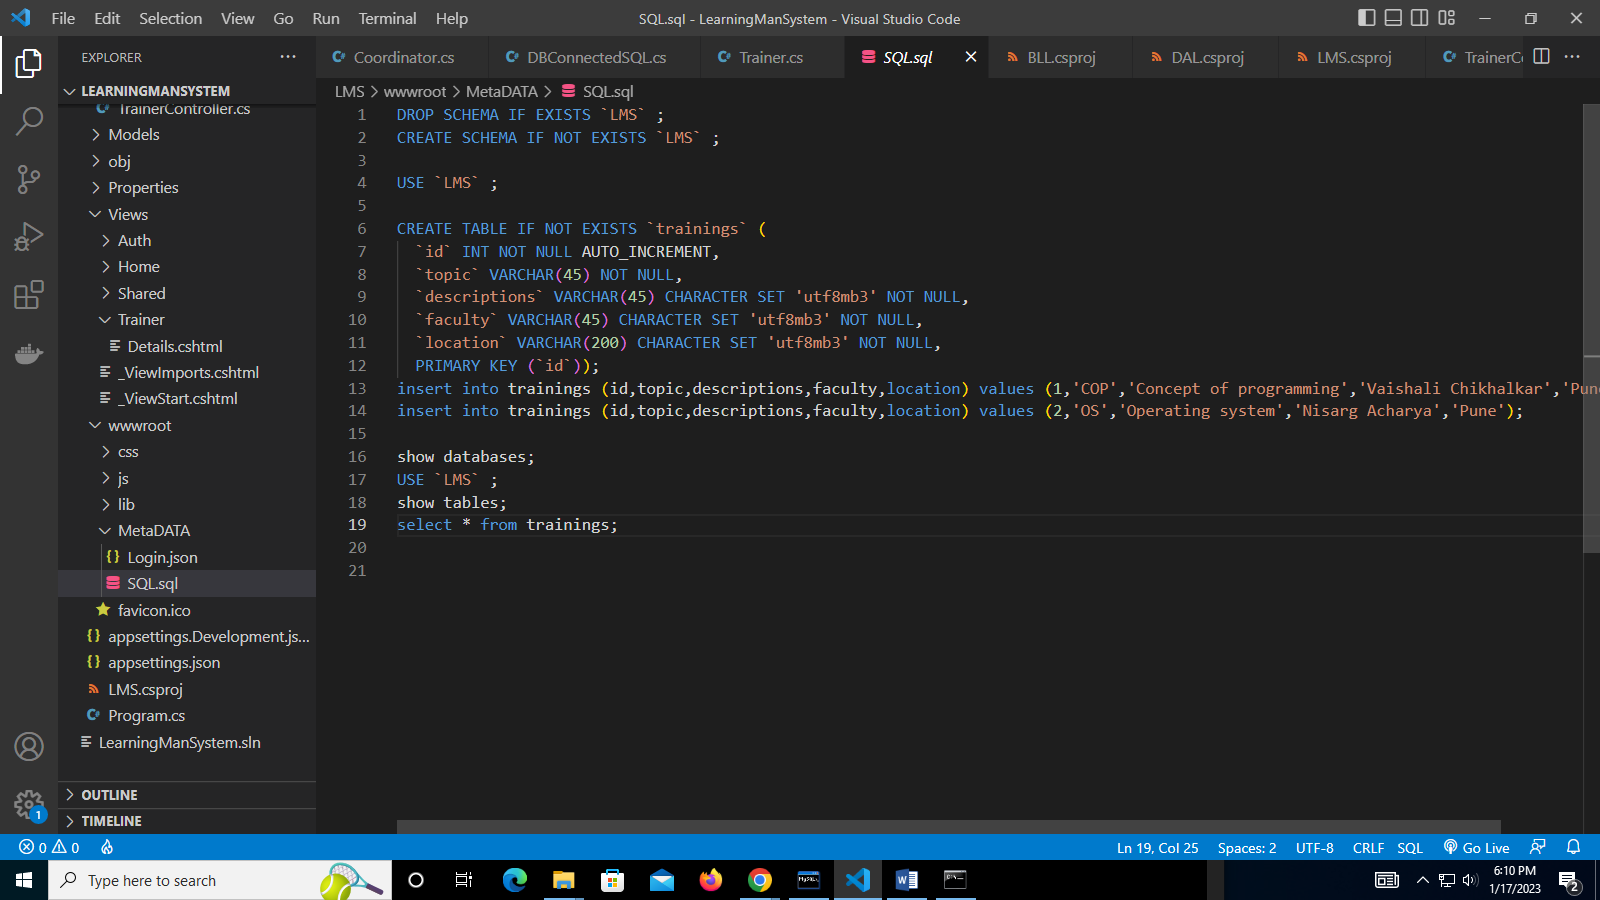 File Edit Selection View Go Run Terminal Help
SQL.sql - LearningManSystem - Visual Studio Code
EXPLORER
Coordinator.cs DBConnectedSQL.cs Trainer.cs SQL.sql BLL.csproj DAL.csproj LMS.csproj TrainerCo
LEARNINGMANSYSTEM
TrainerController.cs
Models
obj
Properties
Views
Auth
Home
Shared
Trainer
Details.cshtml
_ViewImports.cshtml
_ViewStart.cshtml
wwwroot
css
js
lib
MetaDATA
Login.json
SQL.sql
favicon.ico
appsettings.Development.js...
appsettings.json
LMS.csproj
Program.cs
LearningManSystem.sln
OUTLINE
TIMELINE
LMS > wwwroot > MetaDATA > SQL.sql
1 DROP SCHEMA IF EXISTS `LMS` ;
2 CREATE SCHEMA IF NOT EXISTS `LMS` ;
3
4 USE `LMS` ;
5
6 CREATE TABLE IF NOT EXISTS `trainings` (
7 `id` INT NOT NULL AUTO_INCREMENT,
8 `topic` VARCHAR(45) NOT NULL,
9 `descriptions` VARCHAR(45) CHARACTER SET 'utf8mb3' NOT NULL,
10 `faculty` VARCHAR(45) CHARACTER SET 'utf8mb3' NOT NULL,
11 `location` VARCHAR(200) CHARACTER SET 'utf8mb3' NOT NULL,
12 PRIMARY KEY (`id`));
13 insert into trainings (id,topic,descriptions,faculty,location) values (1,'COP','Concept of programming','Vaishali Chikhalkar','Pun
14 insert into trainings (id,topic,descriptions,faculty,location) values (2,'OS','Operating system','Nisarg Acharya','Pune');
15
16 show databases;
17 USE `LMS` ;
18 show tables;
19 select * from trainings;
20
21
1
0 0
Ln 19, Col 25 Spaces: 2 UTF-8 CRLF SQL Go Live
Type here to search
6:10 PM
1/17/2023
2